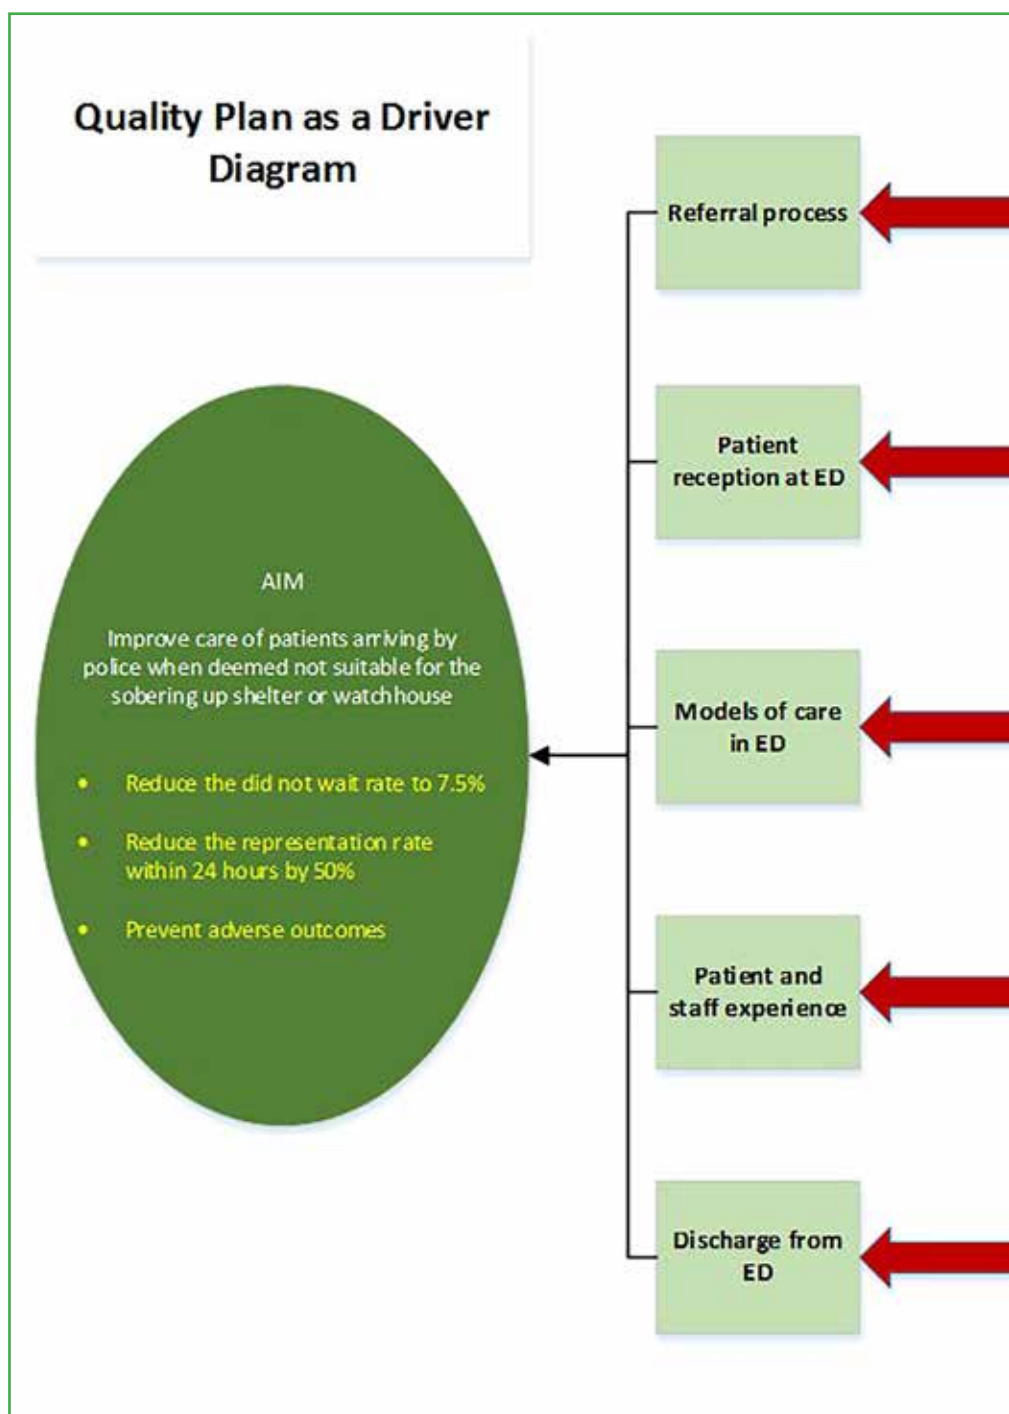 Quality Plan as a Driver
Diagram
Referral process
Patient
reception at ED
AIM
Improve care of patients arriving by
police when deemed not suitable for the
sobering up shelter or watchhouse
• Reduce the did not wait rate to 7.5%
• Reduce the representation rate
within 24 hours by 50%
• Prevent adverse outcomes
Models of care
in ED
Patient and
staff experience
Discharge from
ED